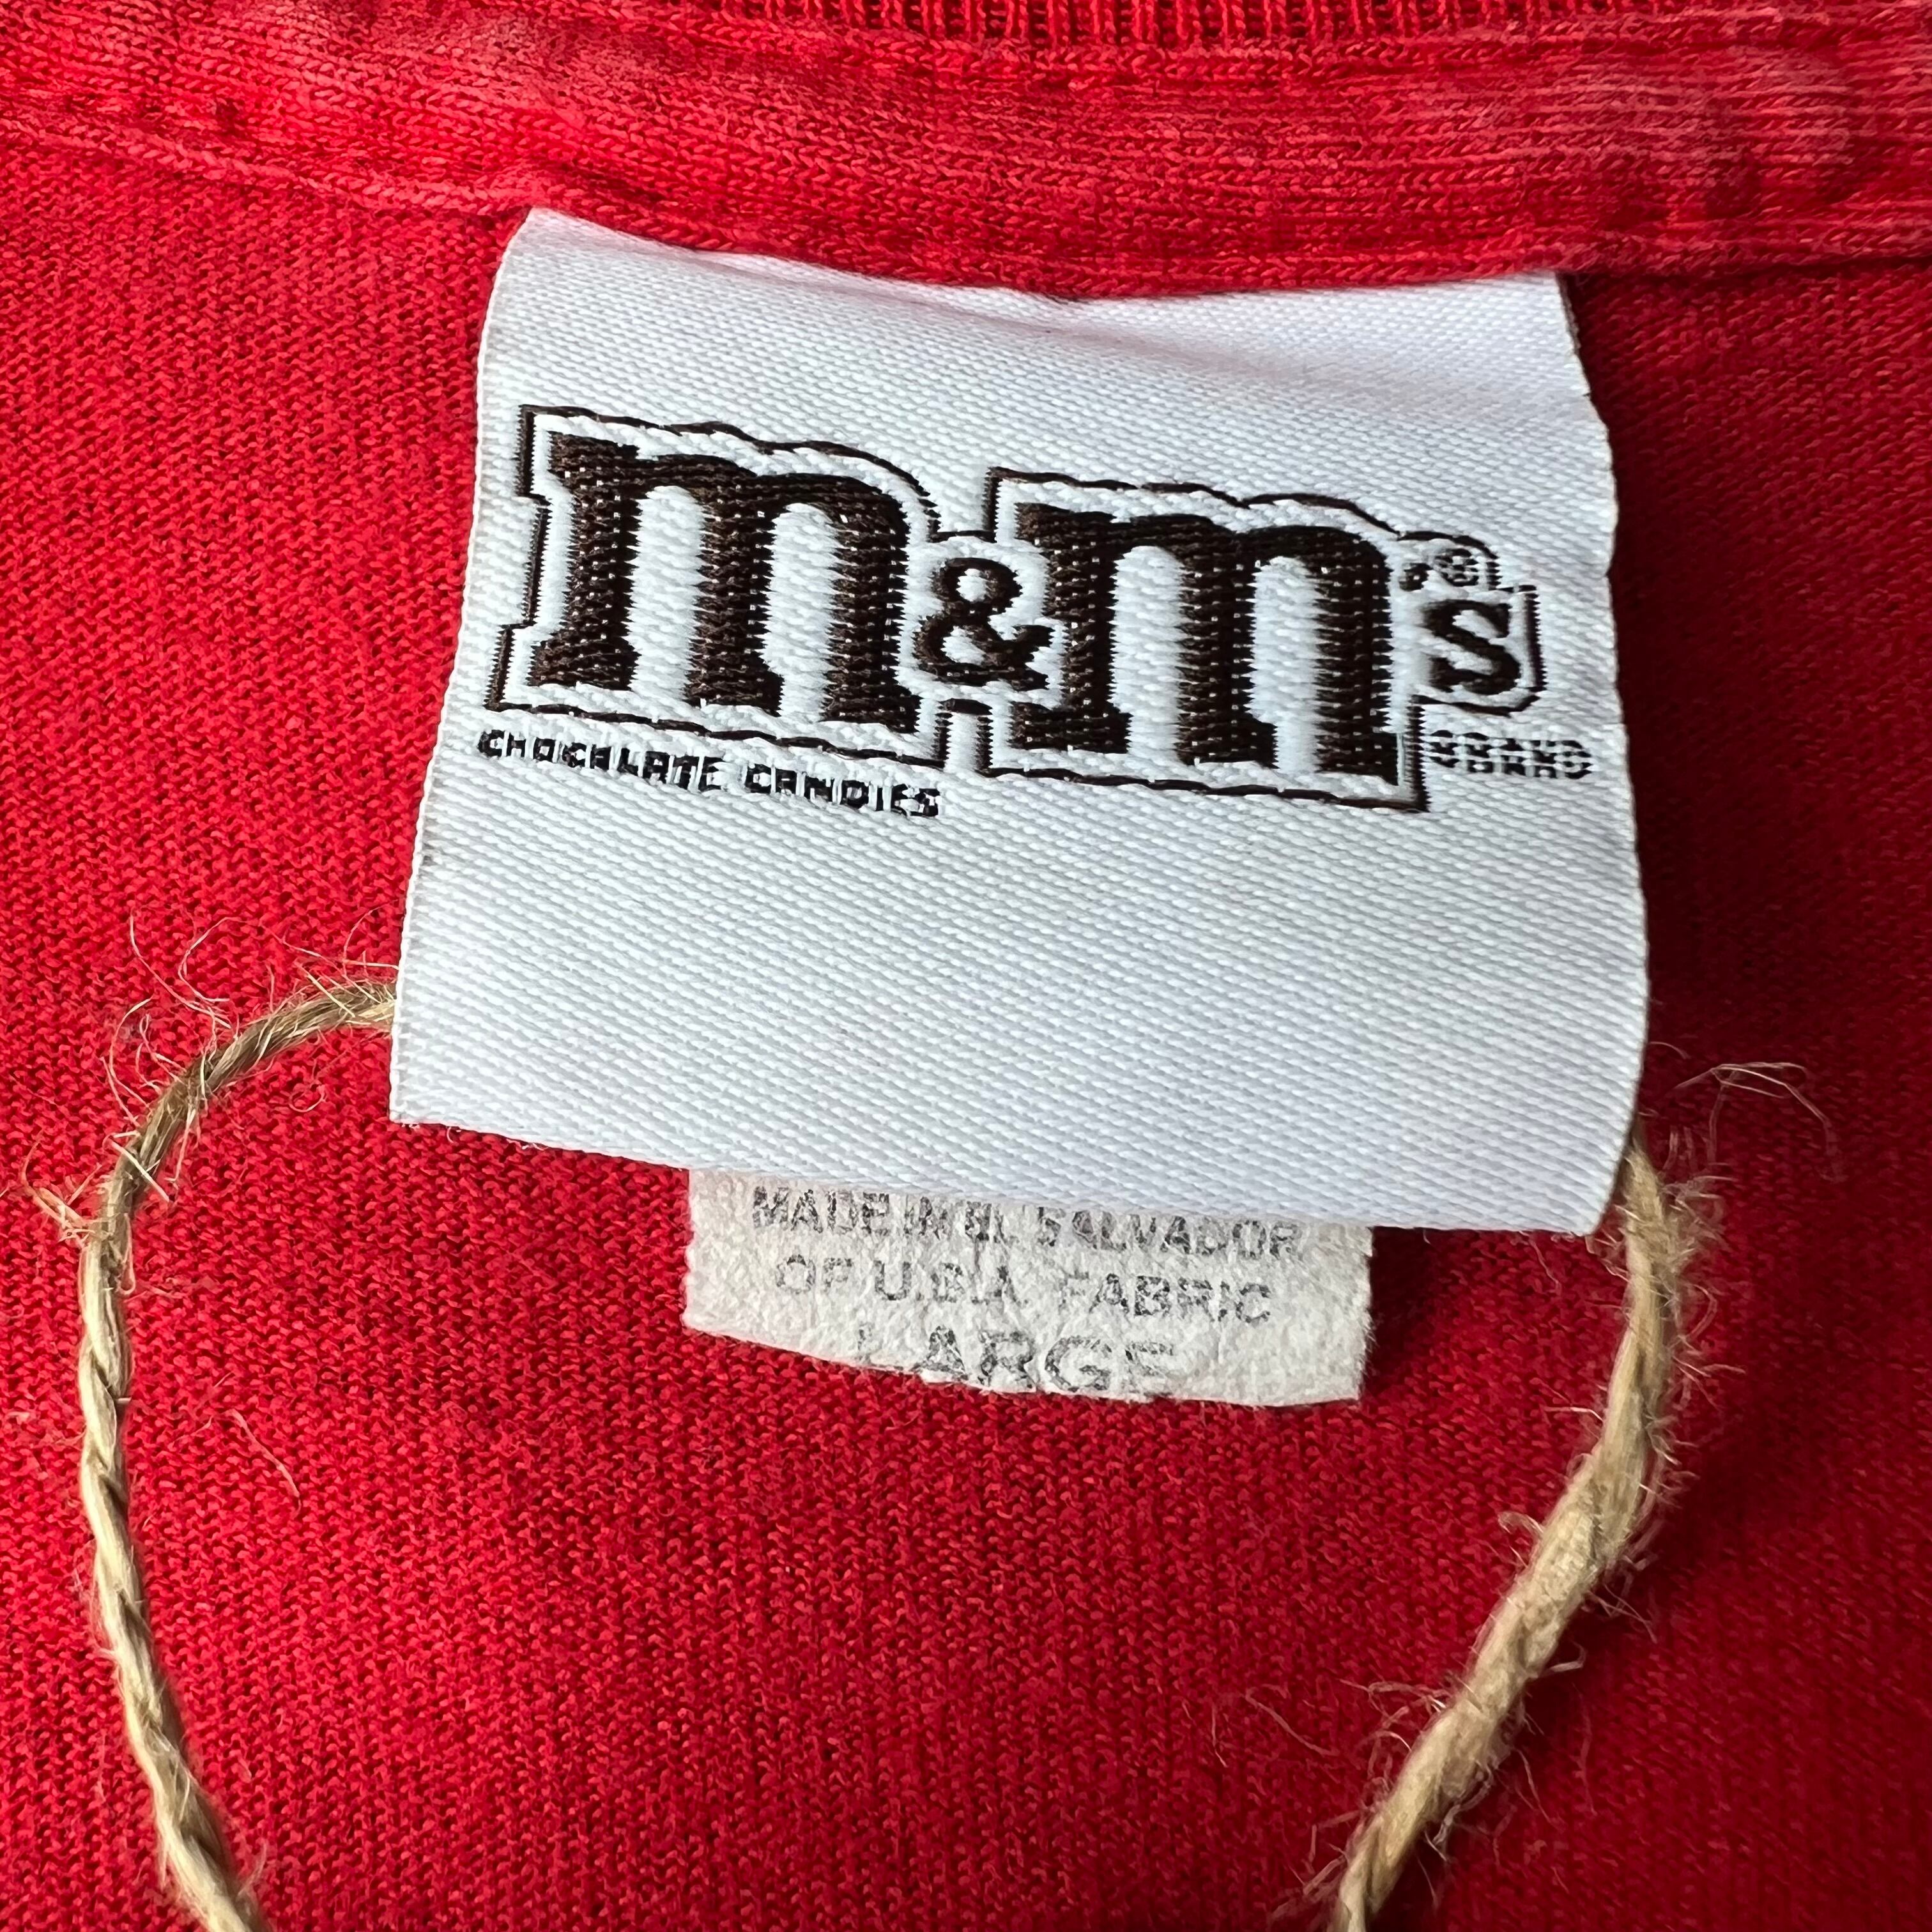 m&m's®
CHOCOLATE CANDIES
BRAND
MADE IN EL SALVADOR
OF U.S.A. FABRIC
LARGE